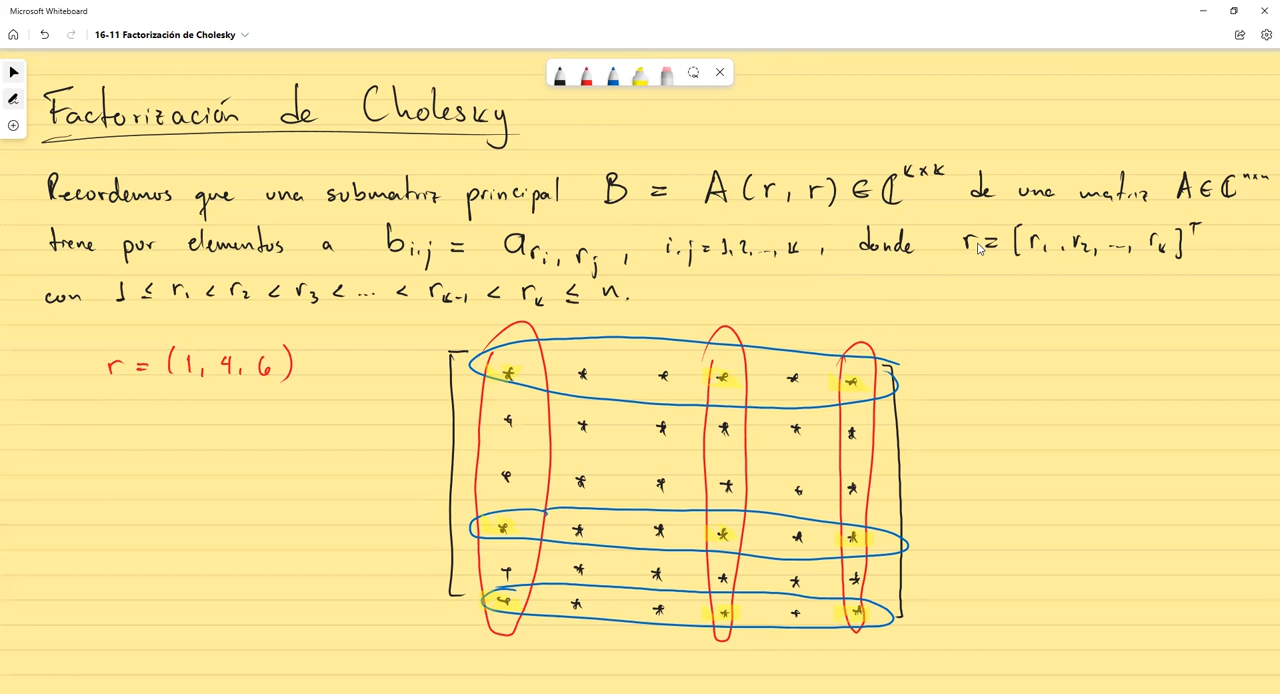 Microsoft Whiteboard
16-11 Factorización de Cholesky
Factorización de Cholesky
Recordemos que una submatriz principal B = A(r, r) ∈ ℂ^{k×k} de una matriz A ∈ ℂ^{n×n}
tiene por elementos a b_{i,j} = a_{r_i, r_j}, i,j = 1, 2, ..., k, donde r = [r_1, r_2, ..., r_k]^T
con 1 ≤ r_1 < r_2 < r_3 < ... < r_{k-1} < r_k ≤ n.
r = (1, 4, 6)
* * * * * *
* * * * * *
* * * * * *
* * * * * *
* * * * * *
* * * * * *